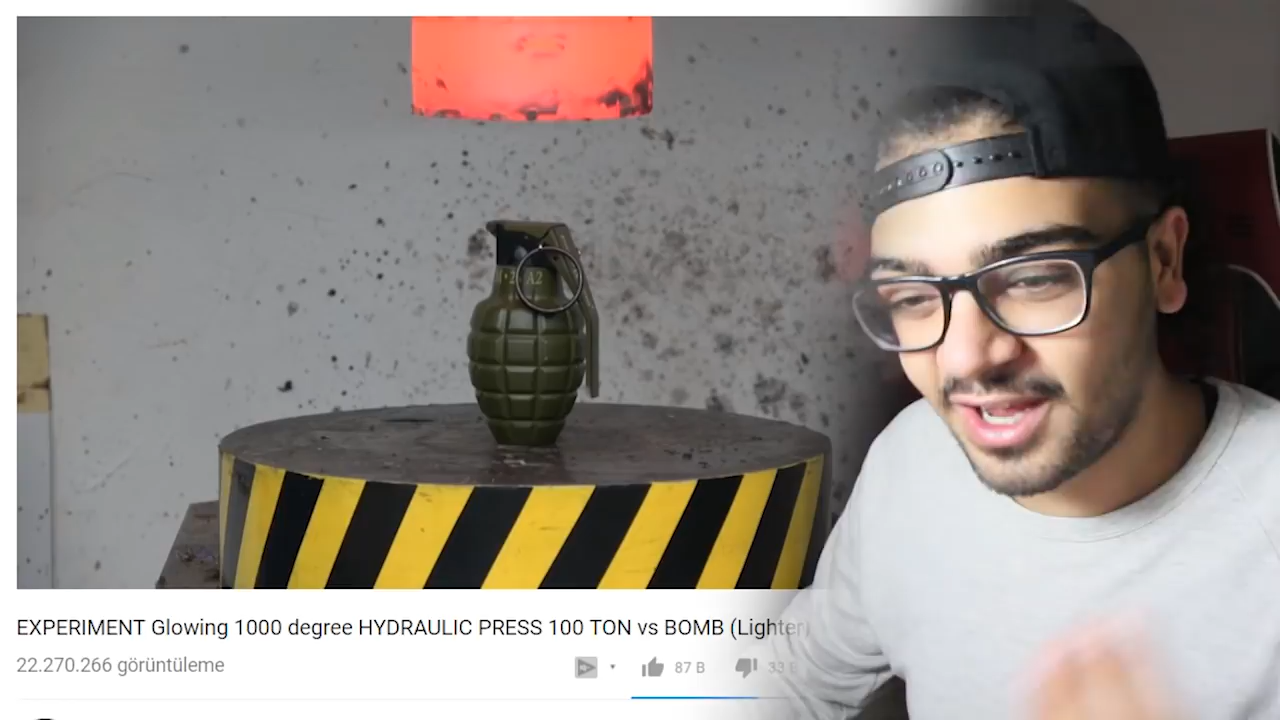 EXPERIMENT Glowing 1000 degree HYDRAULIC PRESS 100 TON vs BOMB (Lighter)
22.270.266 görüntüleme
87 B
33 B